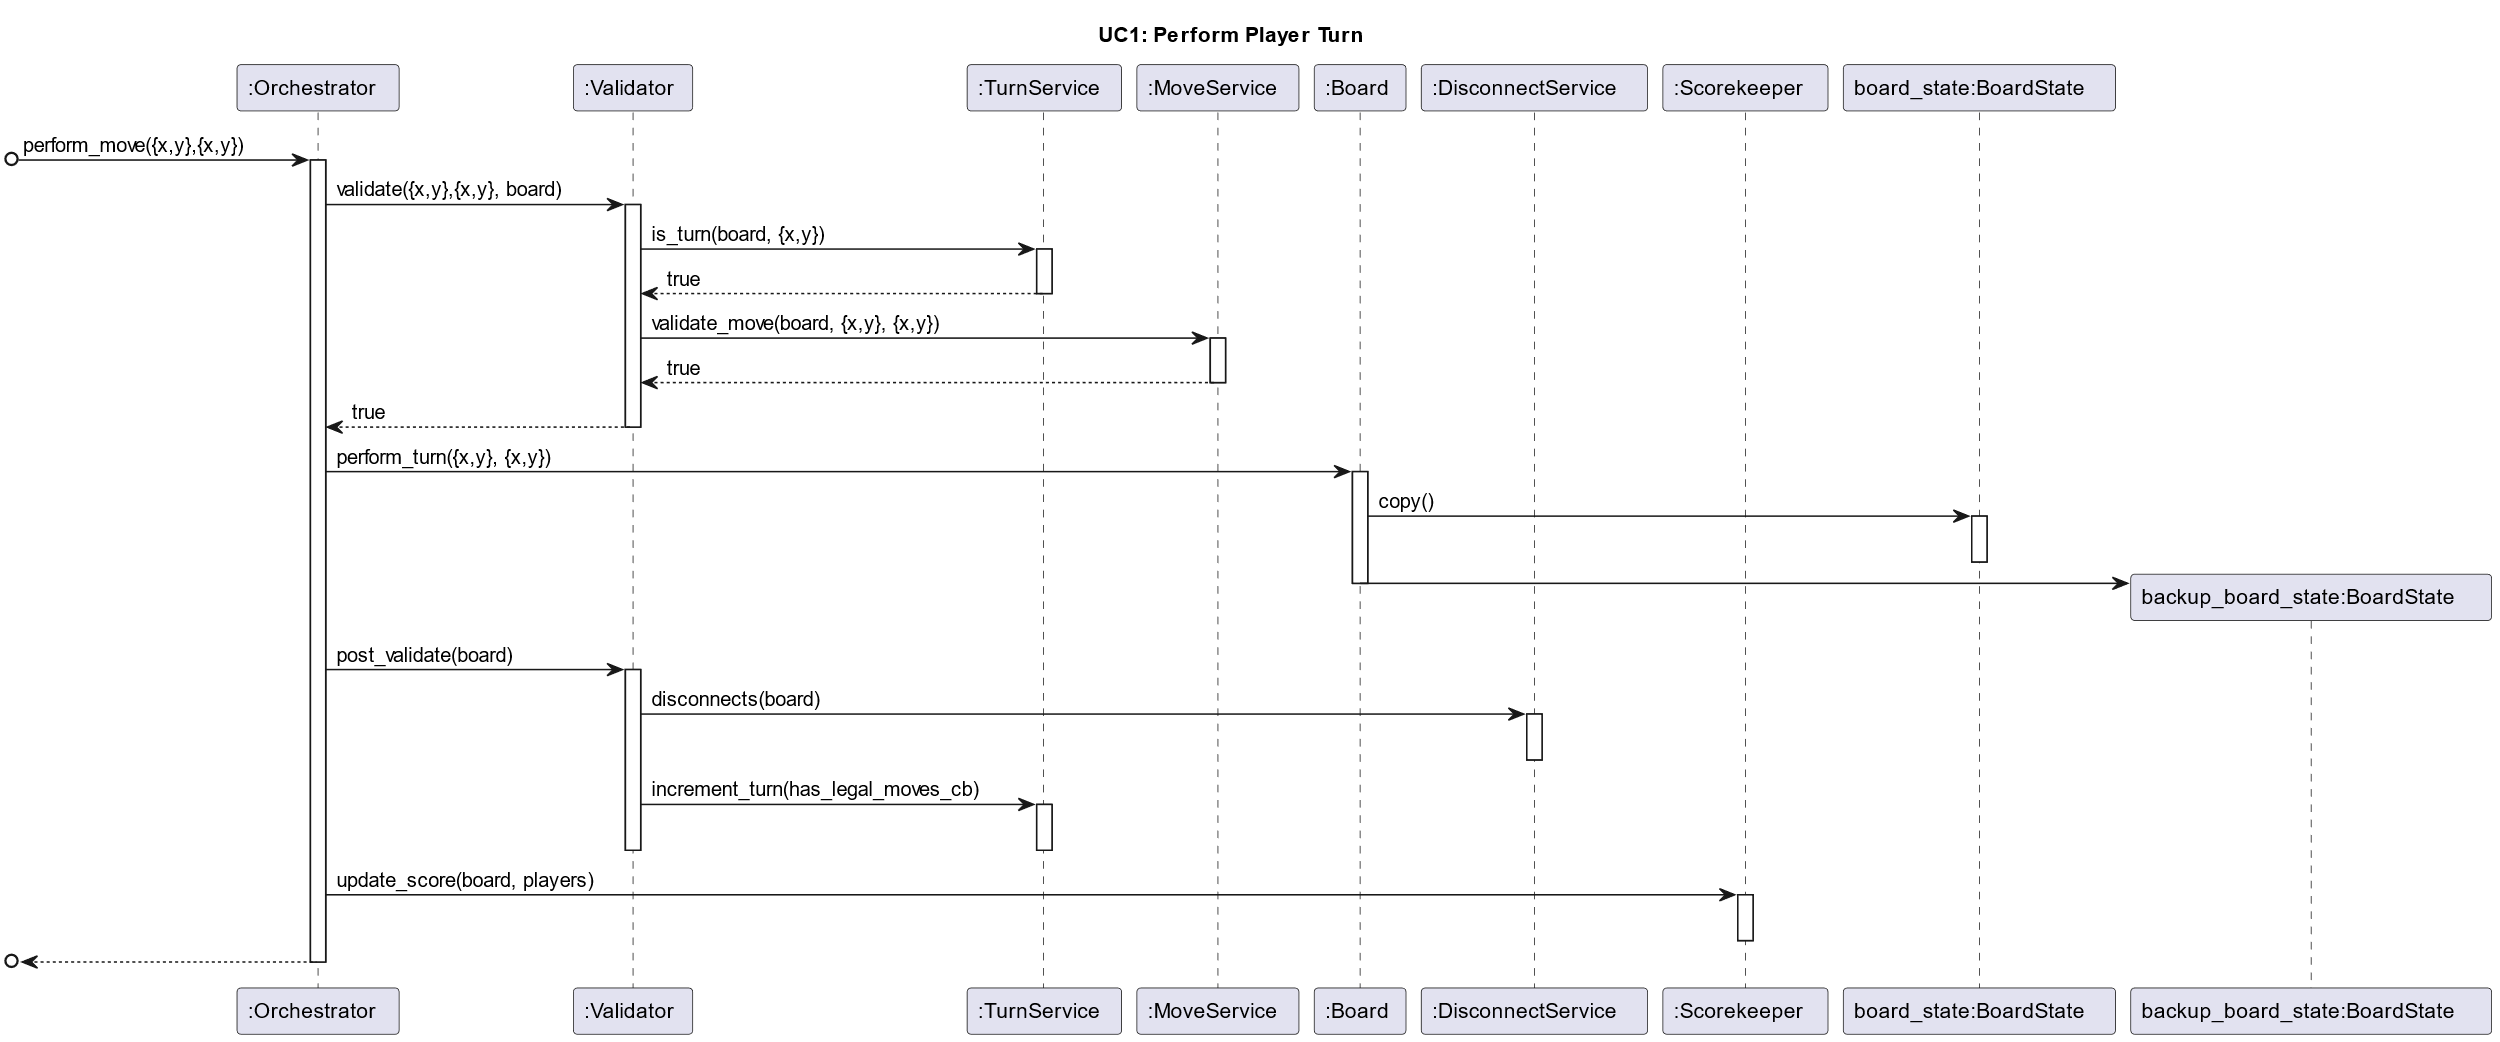 UC1: Perform Player Turn
:Orchestrator
:Validator
:TurnService
:MoveService
:Board
:DisconnectService
:Scorekeeper
board_state:BoardState
perform_move({x,y},{x,y})
validate({x,y},{x,y}, board)
is_turn(board, {x,y})
true
validate_move(board, {x,y}, {x,y})
true
true
perform_turn({x,y}, {x,y})
copy()
backup_board_state:BoardState
post_validate(board)
disconnects(board)
increment_turn(has_legal_moves_cb)
update_score(board, players)
:Orchestrator
:Validator
:TurnService
:MoveService
:Board
:DisconnectService
:Scorekeeper
board_state:BoardState
backup_board_state:BoardState